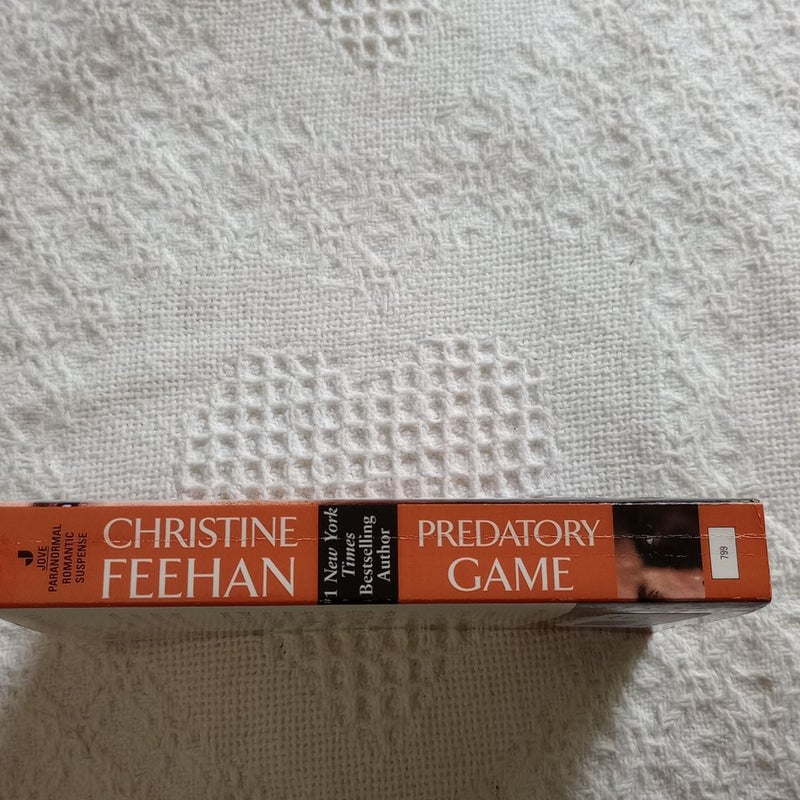 JOVE
PARANORMAL
ROMANTIC
SUSPENSE
CHRISTINE
FEEHAN
#1 New York
Times
Bestselling
Author
PREDATORY
GAME
799